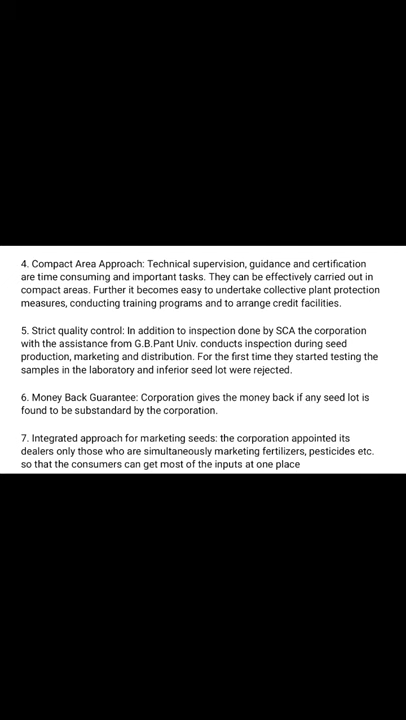 4. Compact Area Approach: Technical supervision, guidance and certification
are time consuming and important tasks. They can be effectively carried out in
compact areas. Further it becomes easy to undertake collective plant protection
measures, conducting training programs and to arrange credit facilities.
5. Strict quality control: In addition to inspection done by SCA the corporation
with the assistance from G.B.Pant Univ. conducts inspection during seed
production, marketing and distribution. For the first time they started testing the
samples in the laboratory and inferior seed lot were rejected.
6. Money Back Guarantee: Corporation gives the money back if any seed lot is
found to be substandard by the corporation.
7. Integrated approach for marketing seeds: the corporation appointed its
dealers only those who are simultaneously marketing fertilizers, pesticides etc.
so that the consumers can get most of the inputs at one place